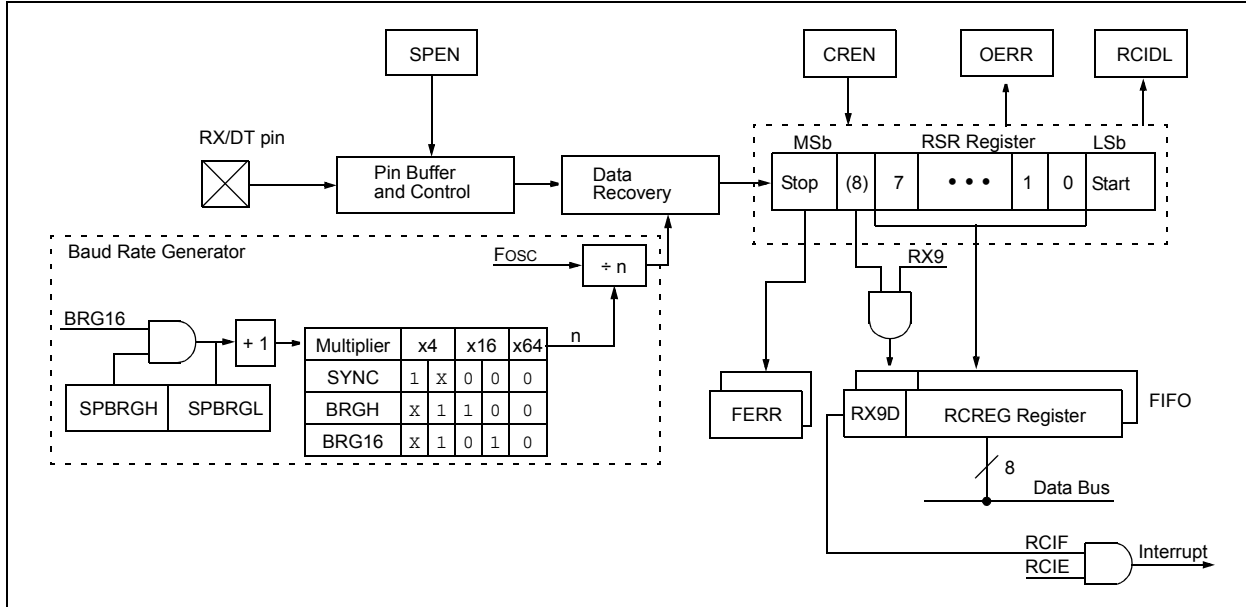 SPEN
CREN
OERR
RCIDL
RX/DT pin
MSb
RSR Register
LSb
Pin Buffer
and Control
Data
Recovery
Stop
(8)
7
• • •
1
0
Start
Baud Rate Generator
FOSC
÷ n
RX9
BRG16
+ 1
n
Multiplier x4 x16 x64
SYNC 1 X 0 0 0
BRGH X 1 1 0 0
BRG16 X 1 0 1 0
SPBRGH
SPBRGL
FERR
RX9D
RCREG Register
FIFO
8
Data Bus
RCIF
RCIE
Interrupt